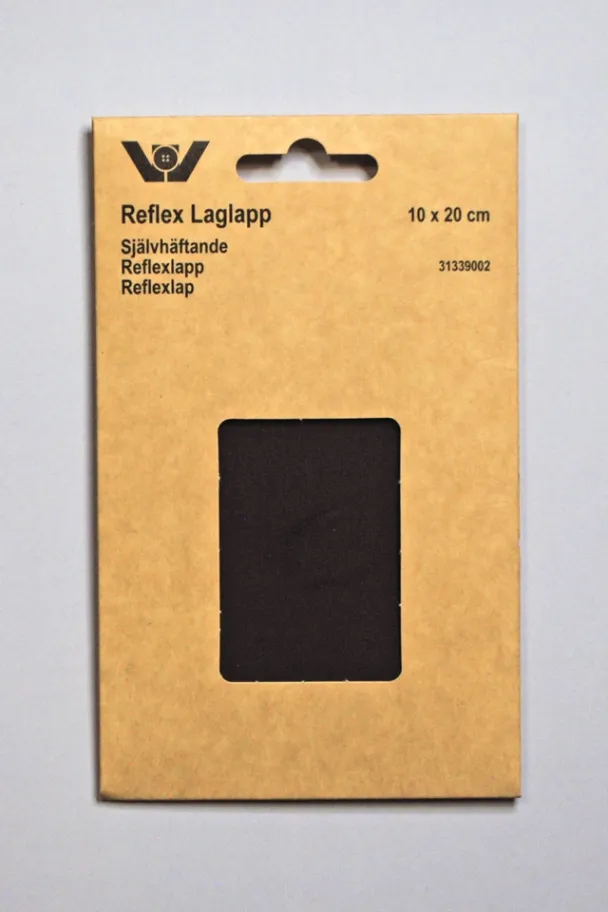 Reflex Laglapp
10 x 20 cm
Självhäftande
Reflexlapp
31339002
Reflexlap